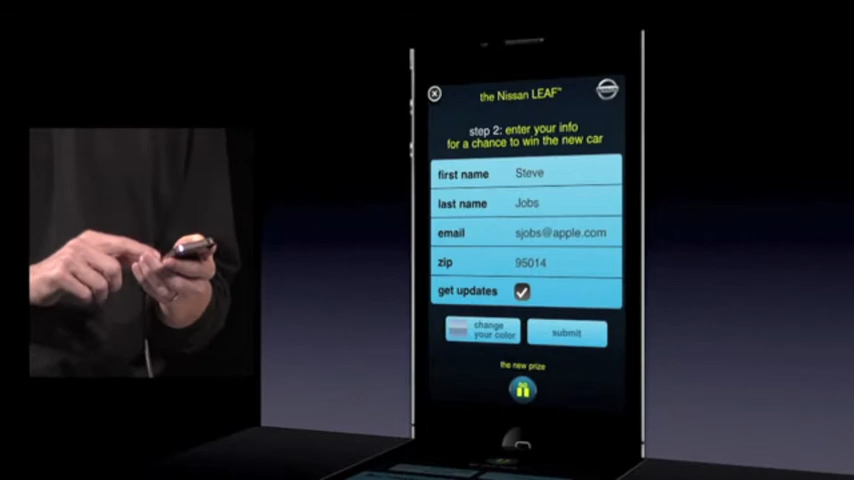 the Nissan LEAF™
step 2: enter your info
for a chance to win the new car
first name Steve
last name Jobs
email sjobs@apple.com
zip 95014
get updates
change
your color
submit
the new prize